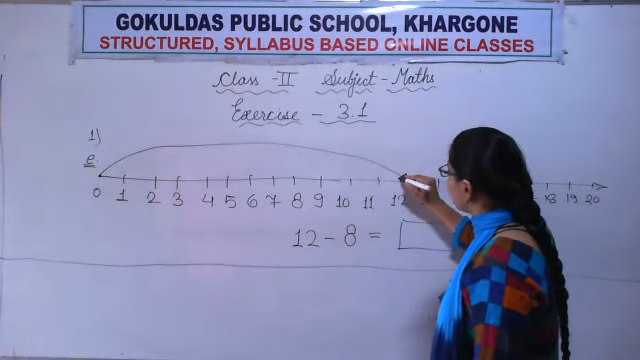 GOKULDAS PUBLIC SCHOOL, KHARGONE
STRUCTURED, SYLLABUS BASED ONLINE CLASSES
Class - II Subject - Maths
Exercise - 3.1
1)
e
0 1 2 3 4 5 6 7 8 9 10 11 12 18 19 20
12 - 8 =